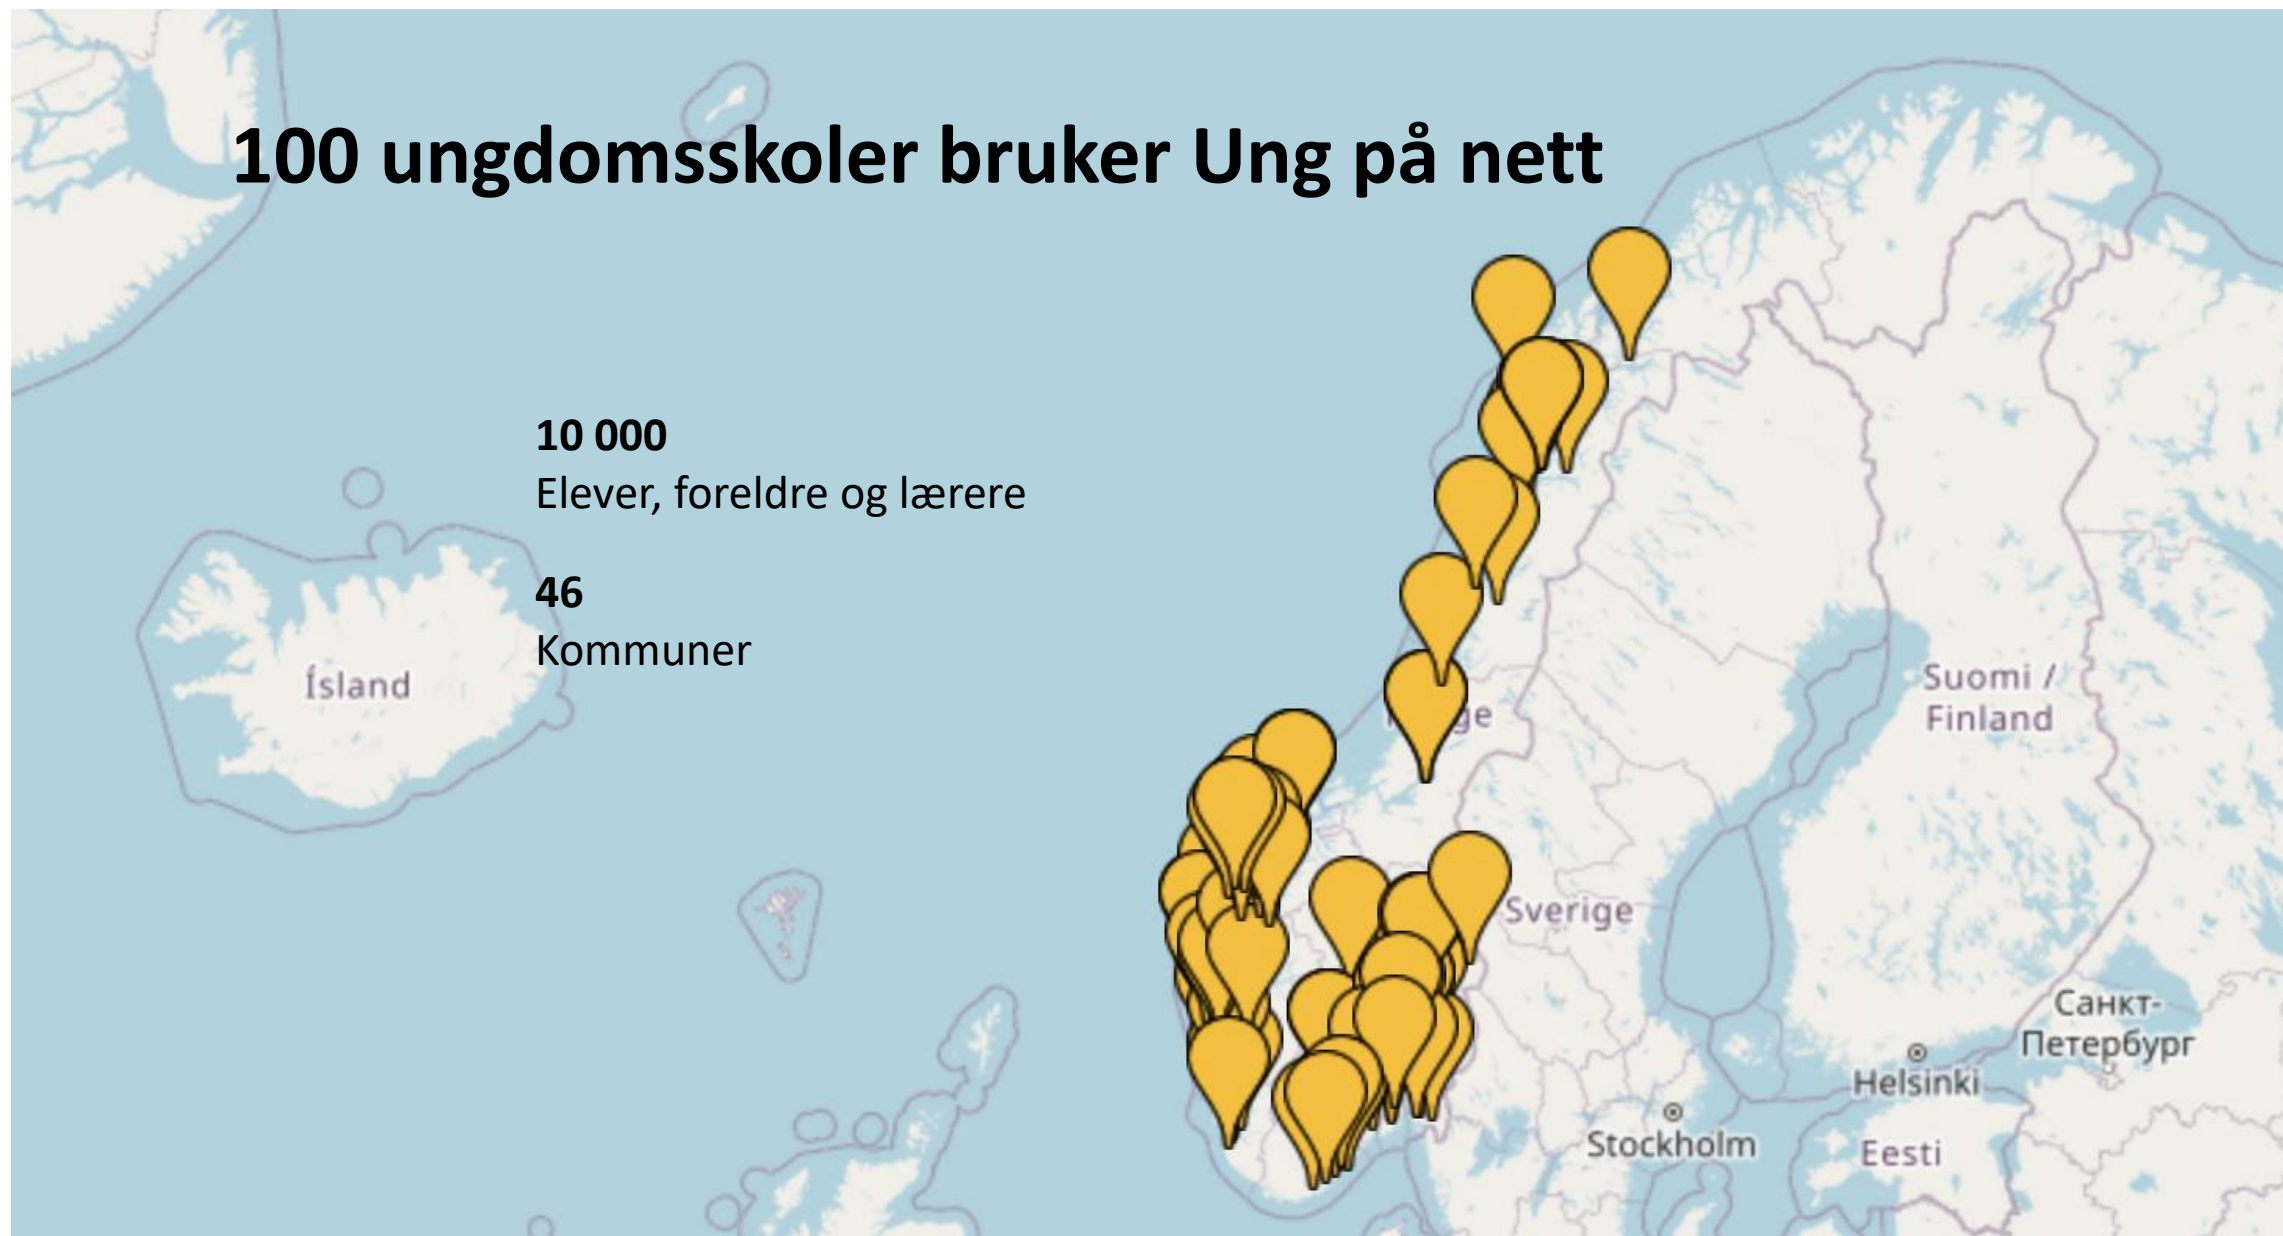 100 ungdomsskoler bruker Ung på nett
10 000
Elever, foreldre og lærere
46
Kommuner
Ísland
Suomi /
Finland
Sverige
Санкт-
Петербург
Helsinki
Stockholm
Eesti